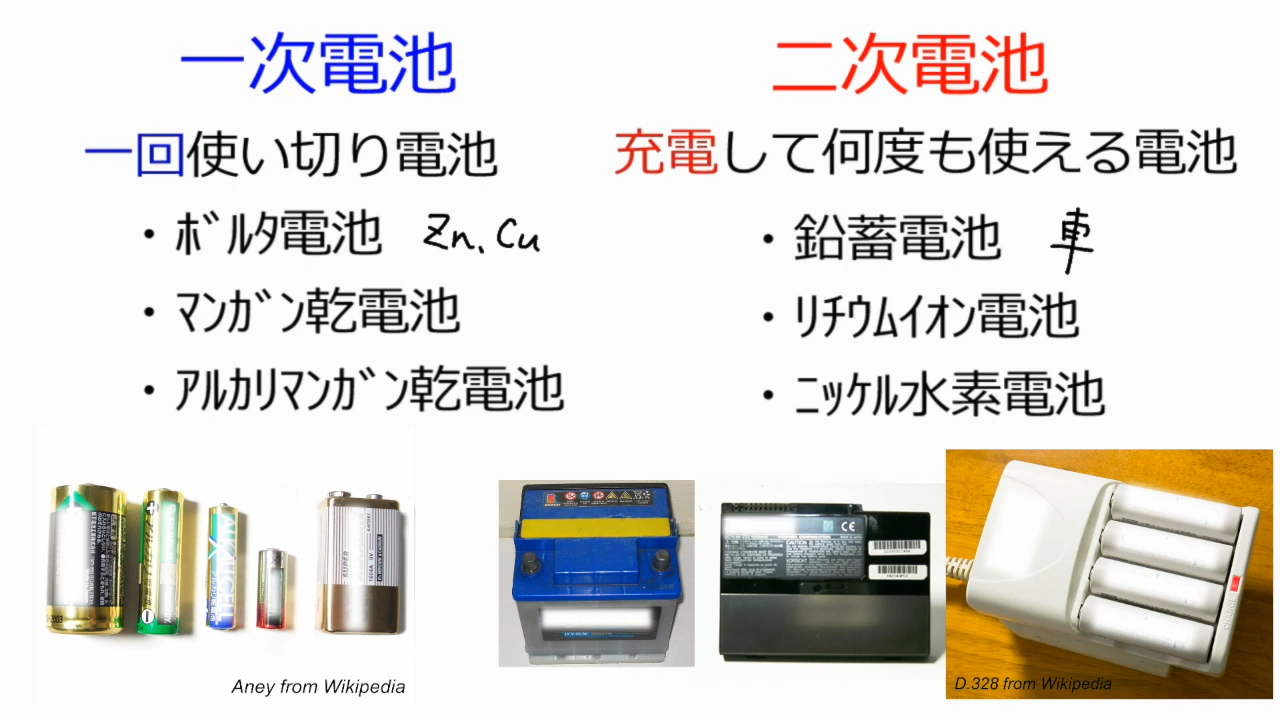 一次電池
一回使い切り電池
・ﾎﾞﾙﾀ電池 Zn. Cu
・ﾏﾝｶﾞﾝ乾電池
・ｱﾙｶﾘﾏﾝｶﾞﾝ乾電池
Aney from Wikipedia
二次電池
充電して何度も使える電池
・鉛蓄電池 車
・ﾘﾁｳﾑｲｵﾝ電池
・ﾆｯｹﾙ水素電池
D.328 from Wikipedia